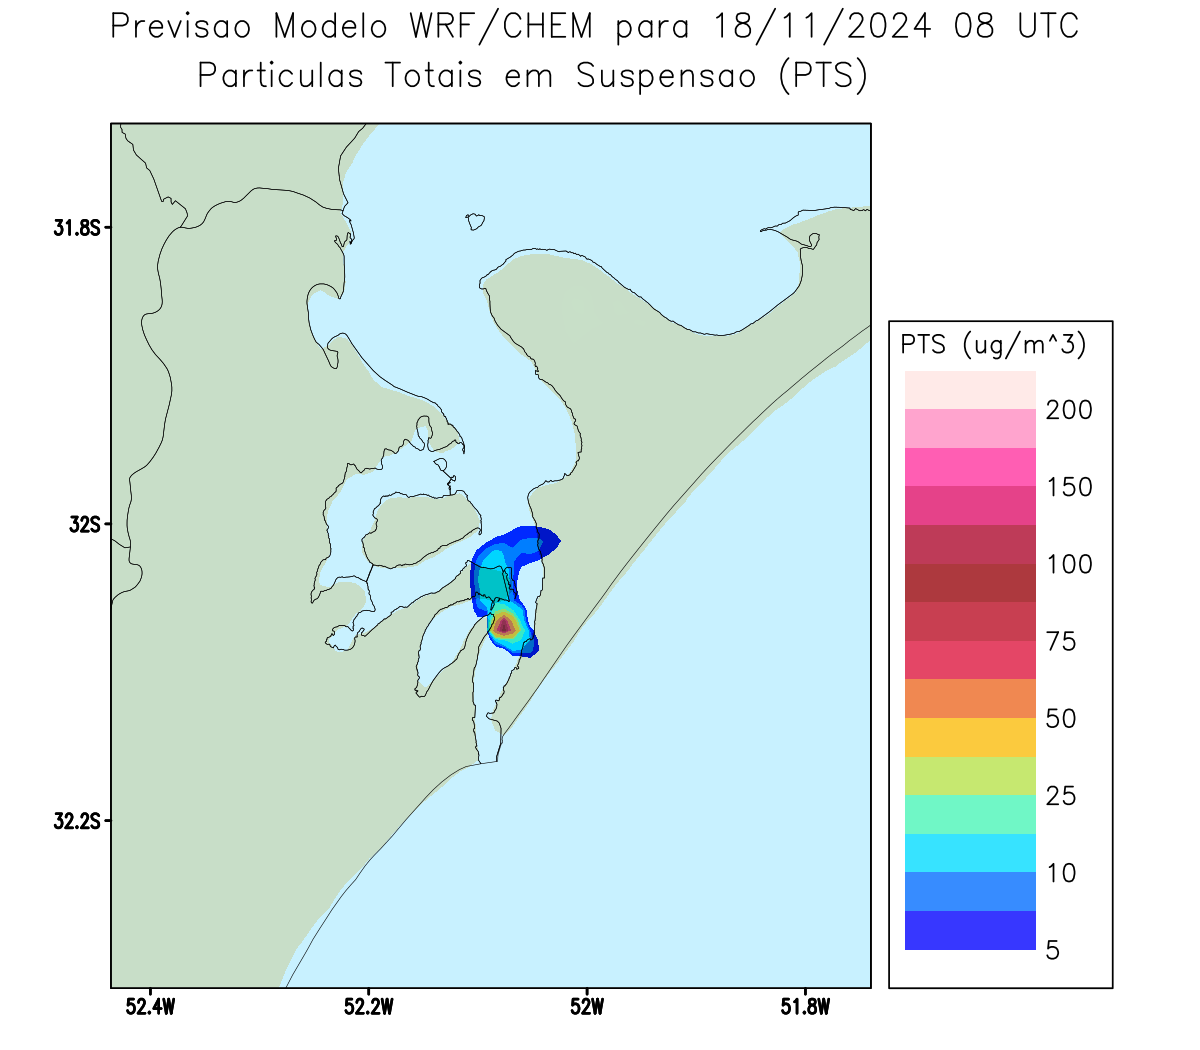 Previsao Modelo WRF/CHEM para 18/11/2024 08 UTC
Particulas Totais em Suspensao (PTS)
31.8S
32S
32.2S
52.4W
52.2W
52W
51.8W
PTS (ug/m^3)
200
150
100
75
50
25
10
5